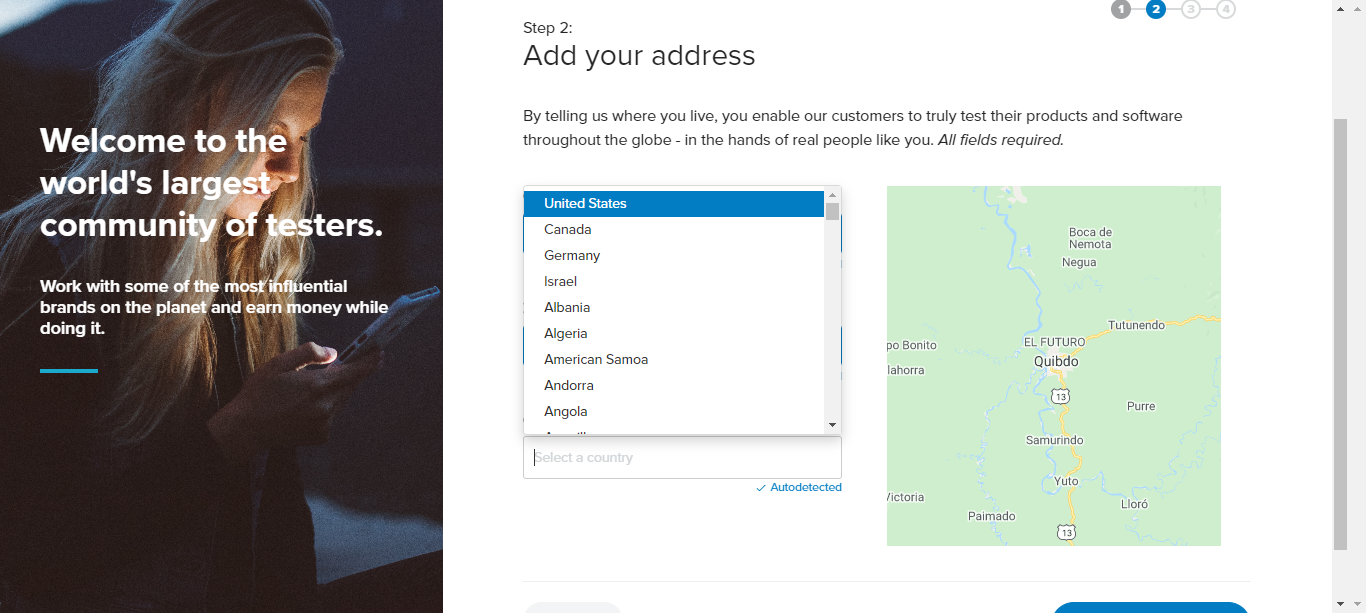 Welcome to the
world's largest
community of testers.
Work with some of the most influential
brands on the planet and earn money while
doing it.
1 2 3 4
Step 2:
Add your address
By telling us where you live, you enable our customers to truly test their products and software
throughout the globe - in the hands of real people like you. All fields required.
United States
Canada
Germany
Israel
Albania
Algeria
American Samoa
Andorra
Angola
Select a country
Autodetected
Boca de
Nemota
Negua
Tutunendo
EL FUTURO
po Bonito
Quibdo
lahorra
13
Purre
Samurindo
Yuto
Victoria
Lloró
Paimado
13